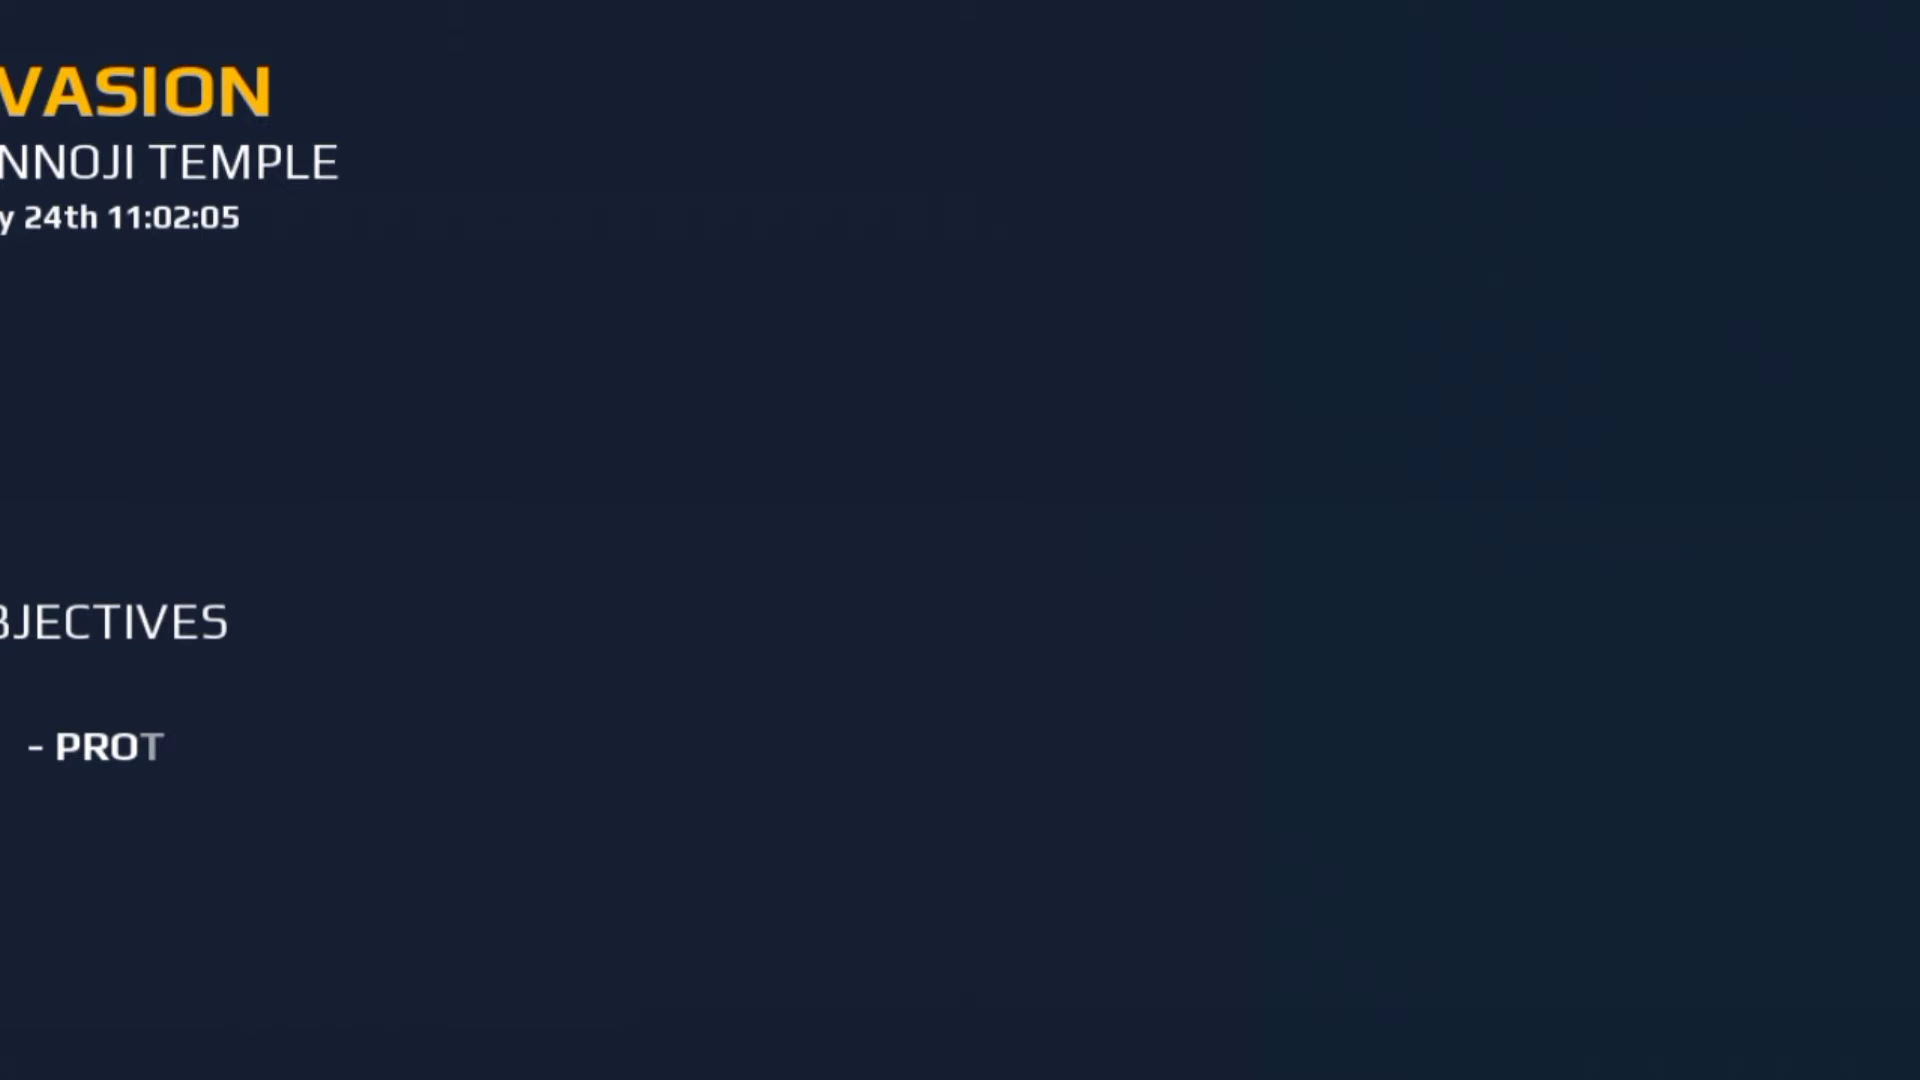 VASION
NNOJI TEMPLE
y 24th 11:02:05
BJECTIVES
- PROT